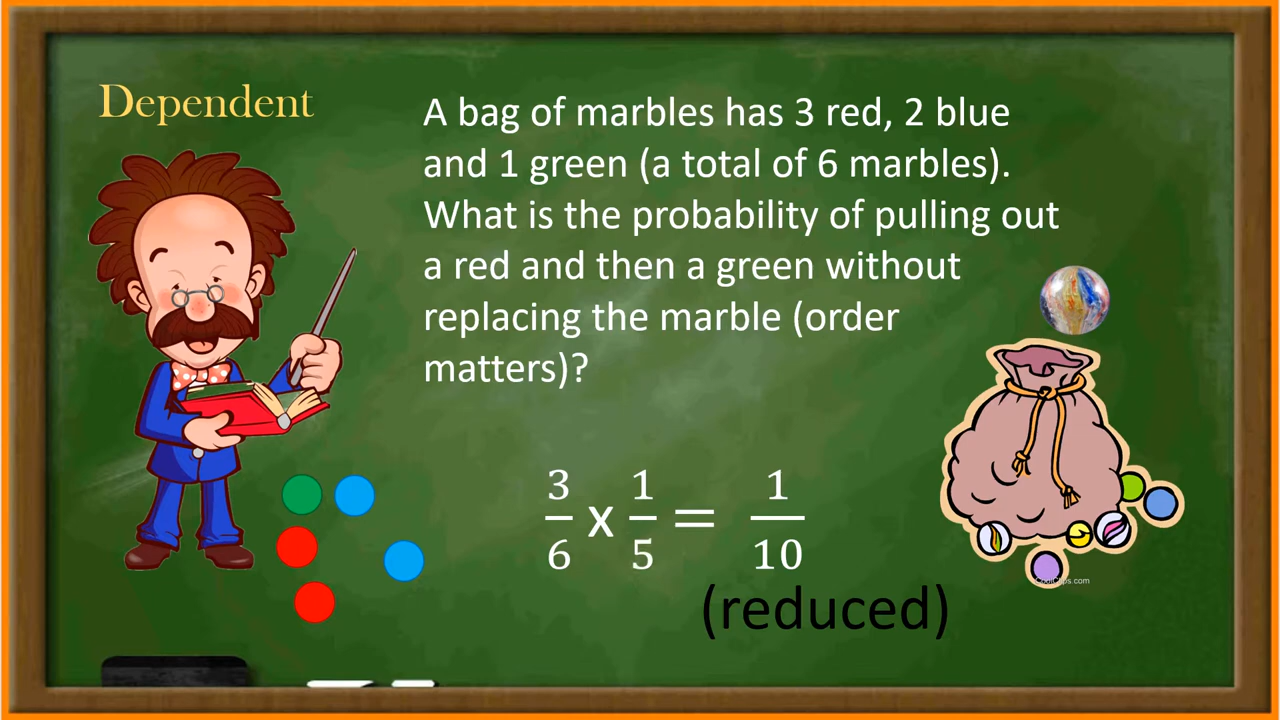 Dependent
A bag of marbles has 3 red, 2 blue
and 1 green (a total of 6 marbles).
What is the probability of pulling out
a red and then a green without
replacing the marble (order
matters)?
3/6 x 1/5 = 1/10
(reduced)
CoolClips.com